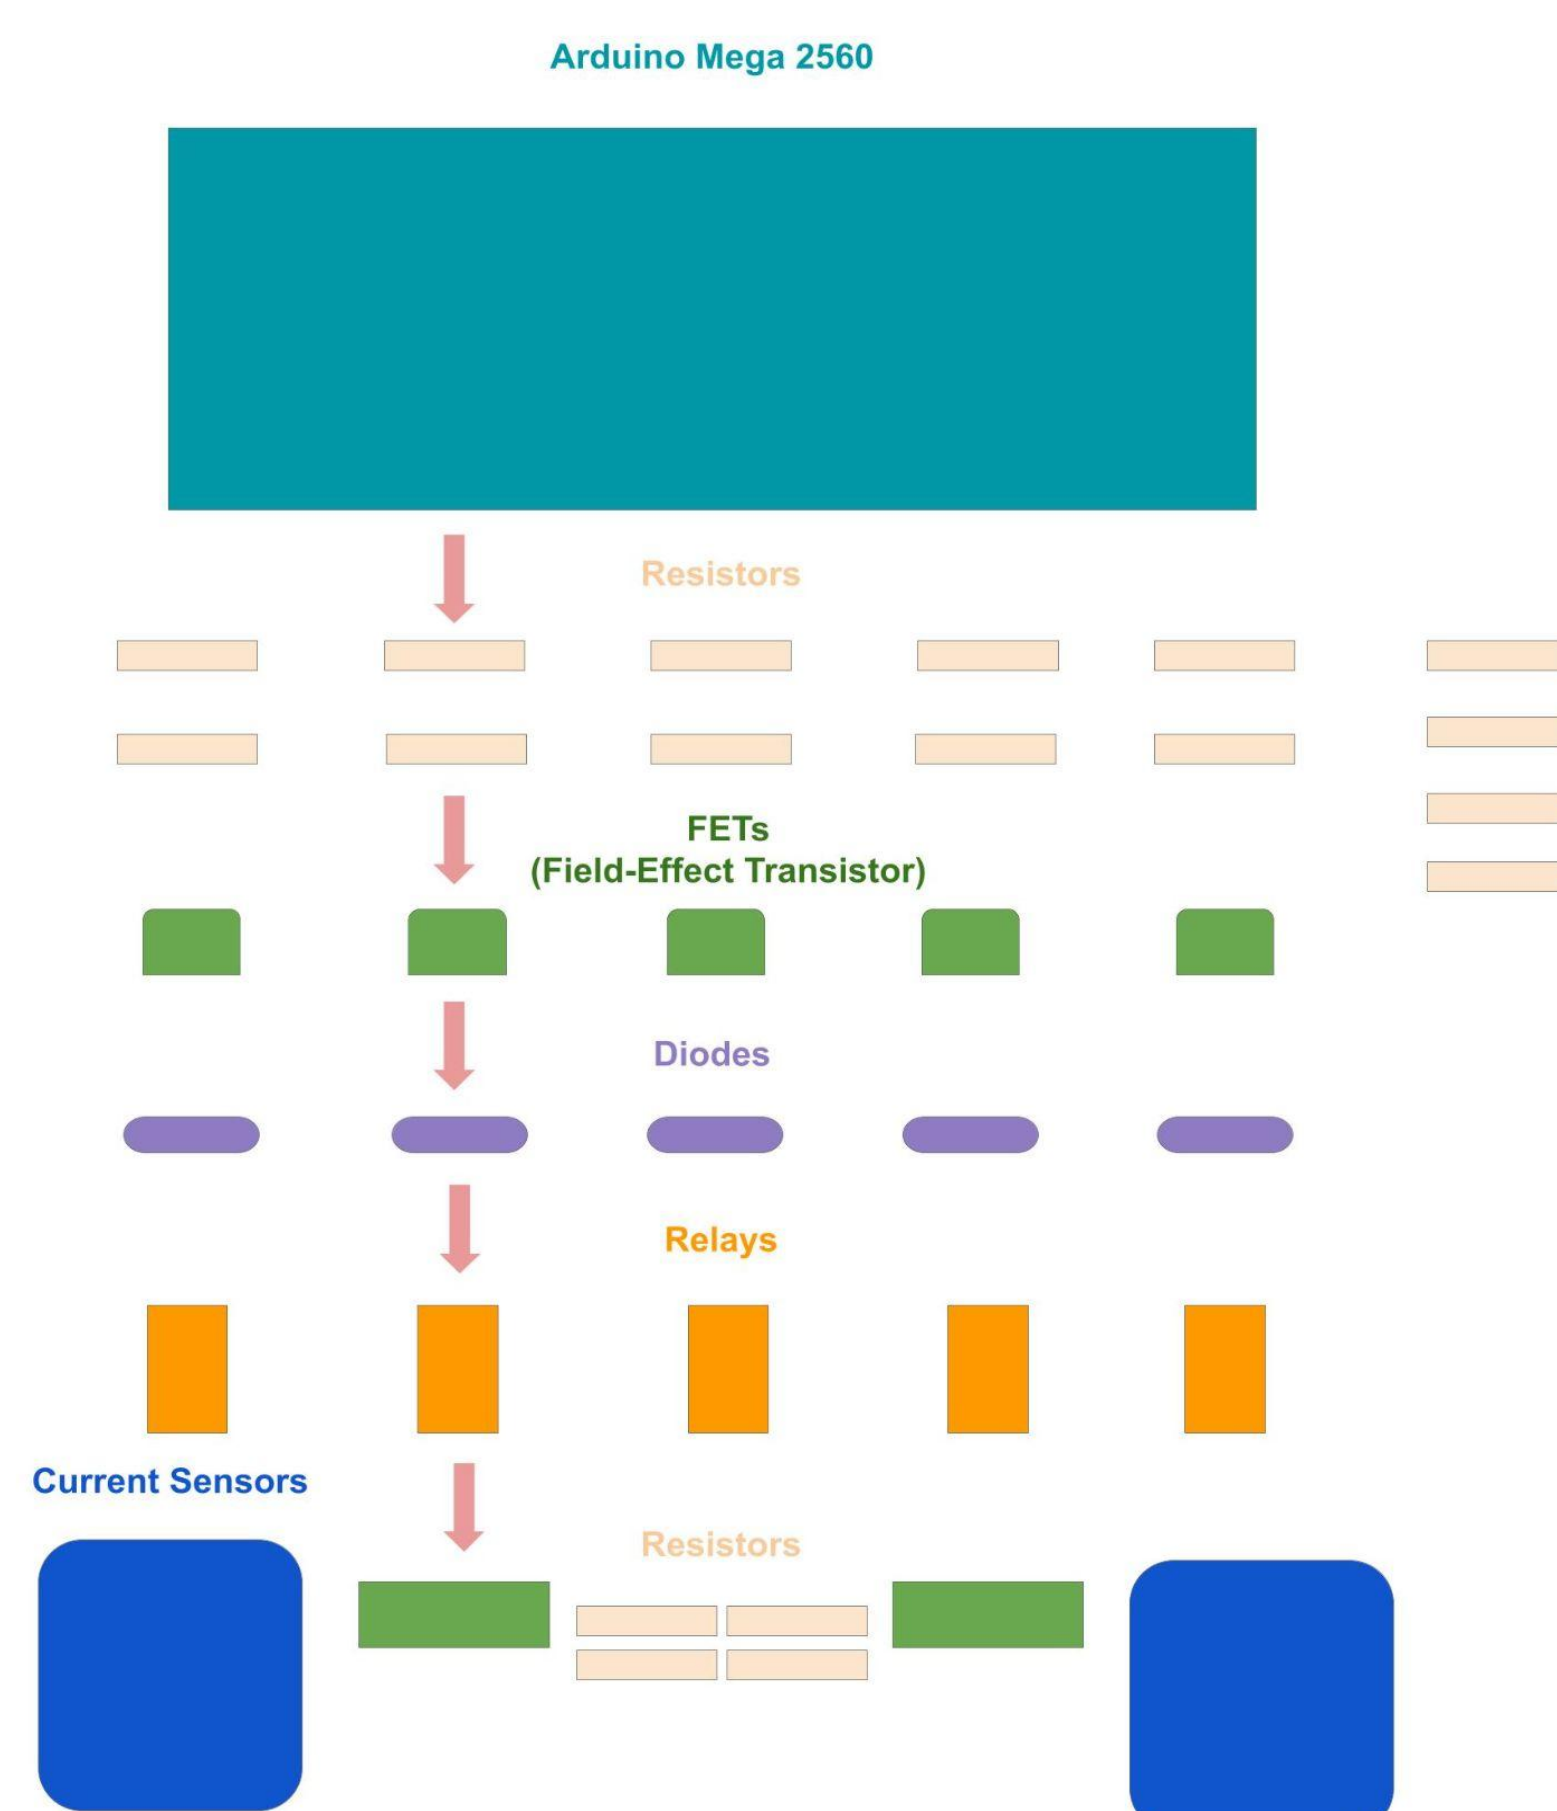 Arduino Mega 2560
Resistors
FETs
(Field-Effect Transistor)
Diodes
Relays
Current Sensors
Resistors